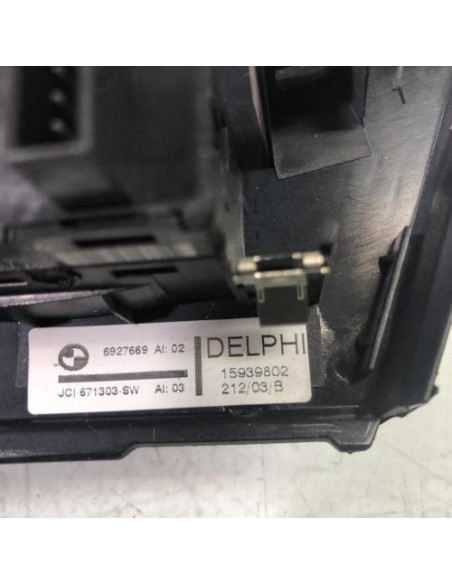 6927669 AI: 02
JCI 671303-SW AI: 03
DELPHI
15939802
212/03/B